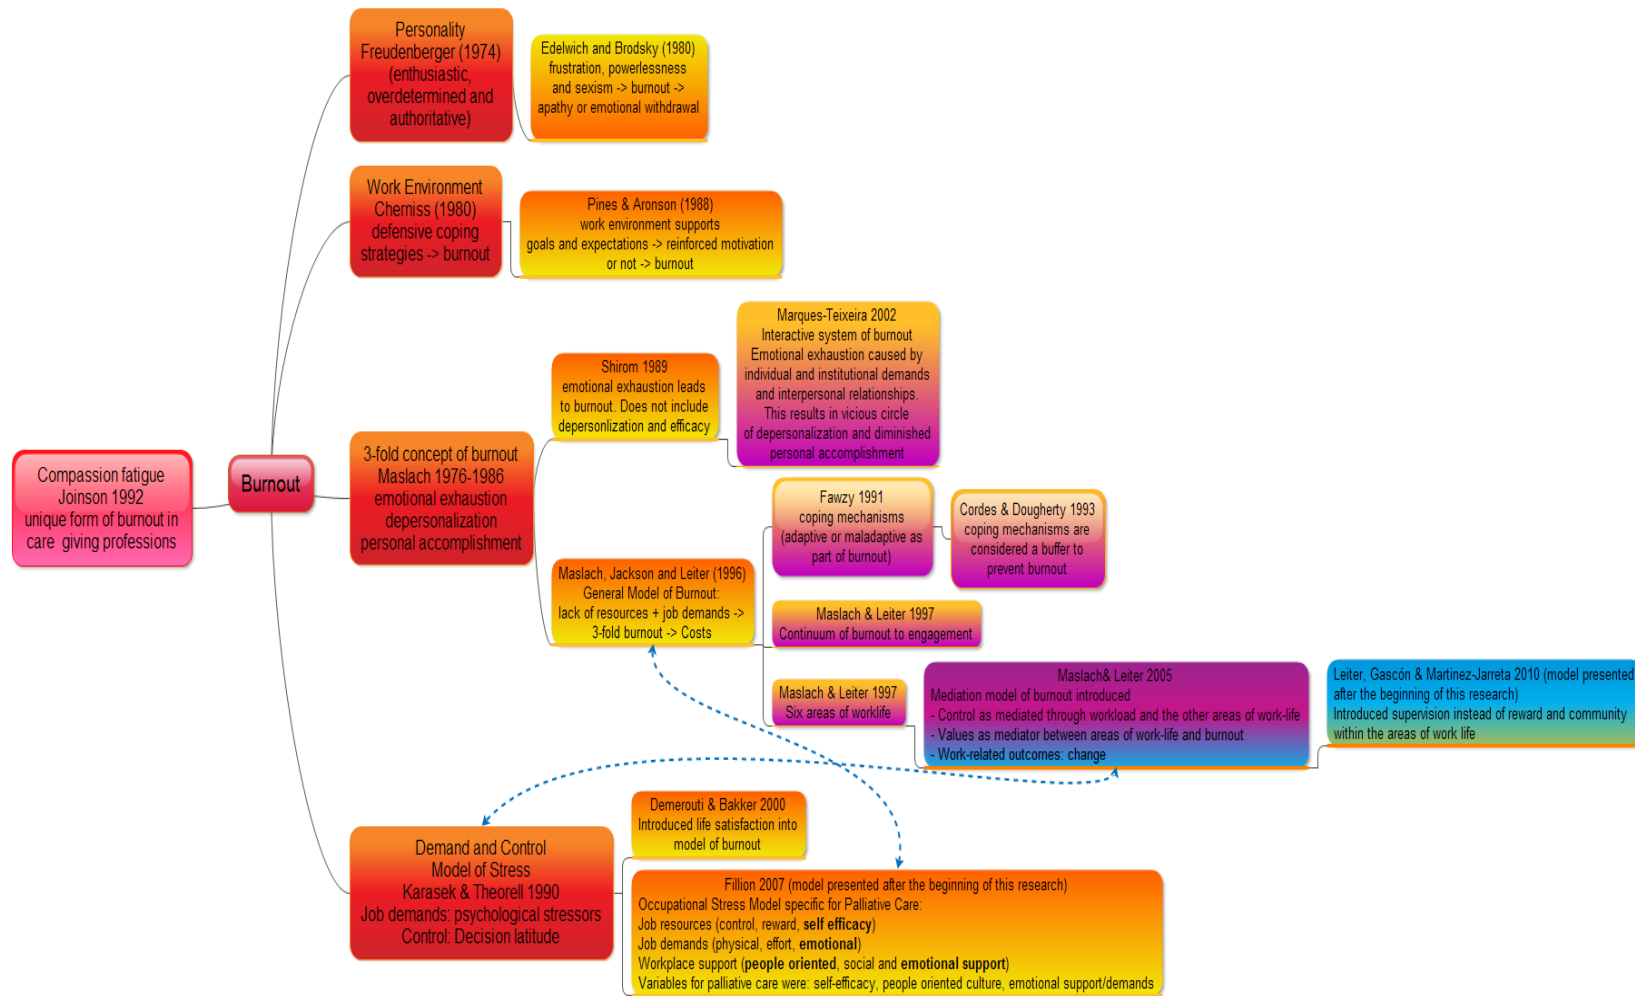 Personality
Freudenberger (1974)
(enthusiastic,
overdetermined and
authoritative)
Edelwich and Brodsky (1980)
frustration, powerlessness
and sexism -> burnout ->
apathy or emotional withdrawal
Work Environment
Cherniss (1980)
defensive coping
strategies -> burnout
Pines & Aronson (1988)
work environment supports
goals and expectations -> reinforced motivation
or not -> burnout
Marques-Teixeira 2002
Interactive system of burnout
Emotional exhaustion caused by
individual and institutional demands
and interpersonal relationships.
This results in vicious circle
of depersonalization and diminished
personal accomplishment
Shirom 1989
emotional exhaustion leads
to burnout. Does not include
depersonlization and efficacy
3-fold concept of burnout
Maslach 1976-1986
emotional exhaustion
depersonalization
personal accomplishment
Compassion fatigue
Joinson 1992
unique form of burnout in
care giving professions
Burnout
Fawzy 1991
coping mechanisms
(adaptive or maladaptive as
part of burnout)
Cordes & Dougherty 1993
coping mechanisms are
considered a buffer to
prevent burnout
Maslach, Jackson and Leiter (1996)
General Model of Burnout:
lack of resources + job demands ->
3-fold burnout -> Costs
Maslach & Leiter 1997
Continuum of burnout to engagement
Maslach & Leiter 1997
Six areas of worklife
Maslach& Leiter 2005
Mediation model of burnout introduced
- Control as mediated through workload and the other areas of work-life
- Values as mediator between areas of work-life and burnout
- Work-related outcomes: change
Leiter, Gascón & Martinez-Jarreta 2010 (model presented
after the beginning of this research)
Introduced supervision instead of reward and community
within the areas of work life
Demerouti & Bakker 2000
Introduced life satisfaction into
model of burnout
Demand and Control
Model of Stress
Karasek & Theorell 1990
Job demands: psychological stressors
Control: Decision latitude
Fillion 2007 (model presented after the beginning of this research)
Occupational Stress Model specific for Palliative Care:
Job resources (control, reward, self efficacy)
Job demands (physical, effort, emotional)
Workplace support (people oriented, social and emotional support)
Variables for palliative care were: self-efficacy, people oriented culture, emotional support/demands